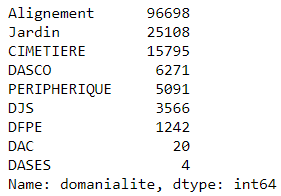 Alignement 96698
Jardin 25108
CIMETIERE 15795
DASCO 6271
PERIPHERIQUE 5091
DJS 3566
DFPE 1242
DAC 20
DASES 4
Name: domanialite, dtype: int64